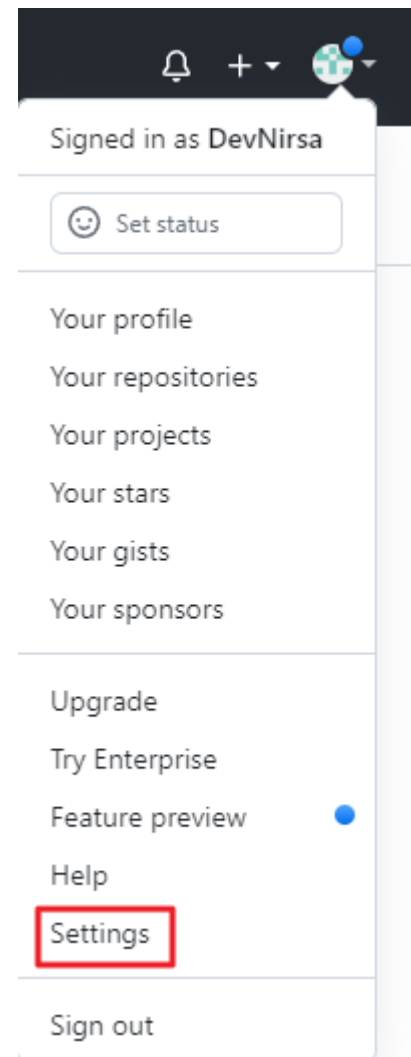 Signed in as DevNirsa
Set status
Your profile
Your repositories
Your projects
Your stars
Your gists
Your sponsors
Upgrade
Try Enterprise
Feature preview
Help
Settings
Sign out